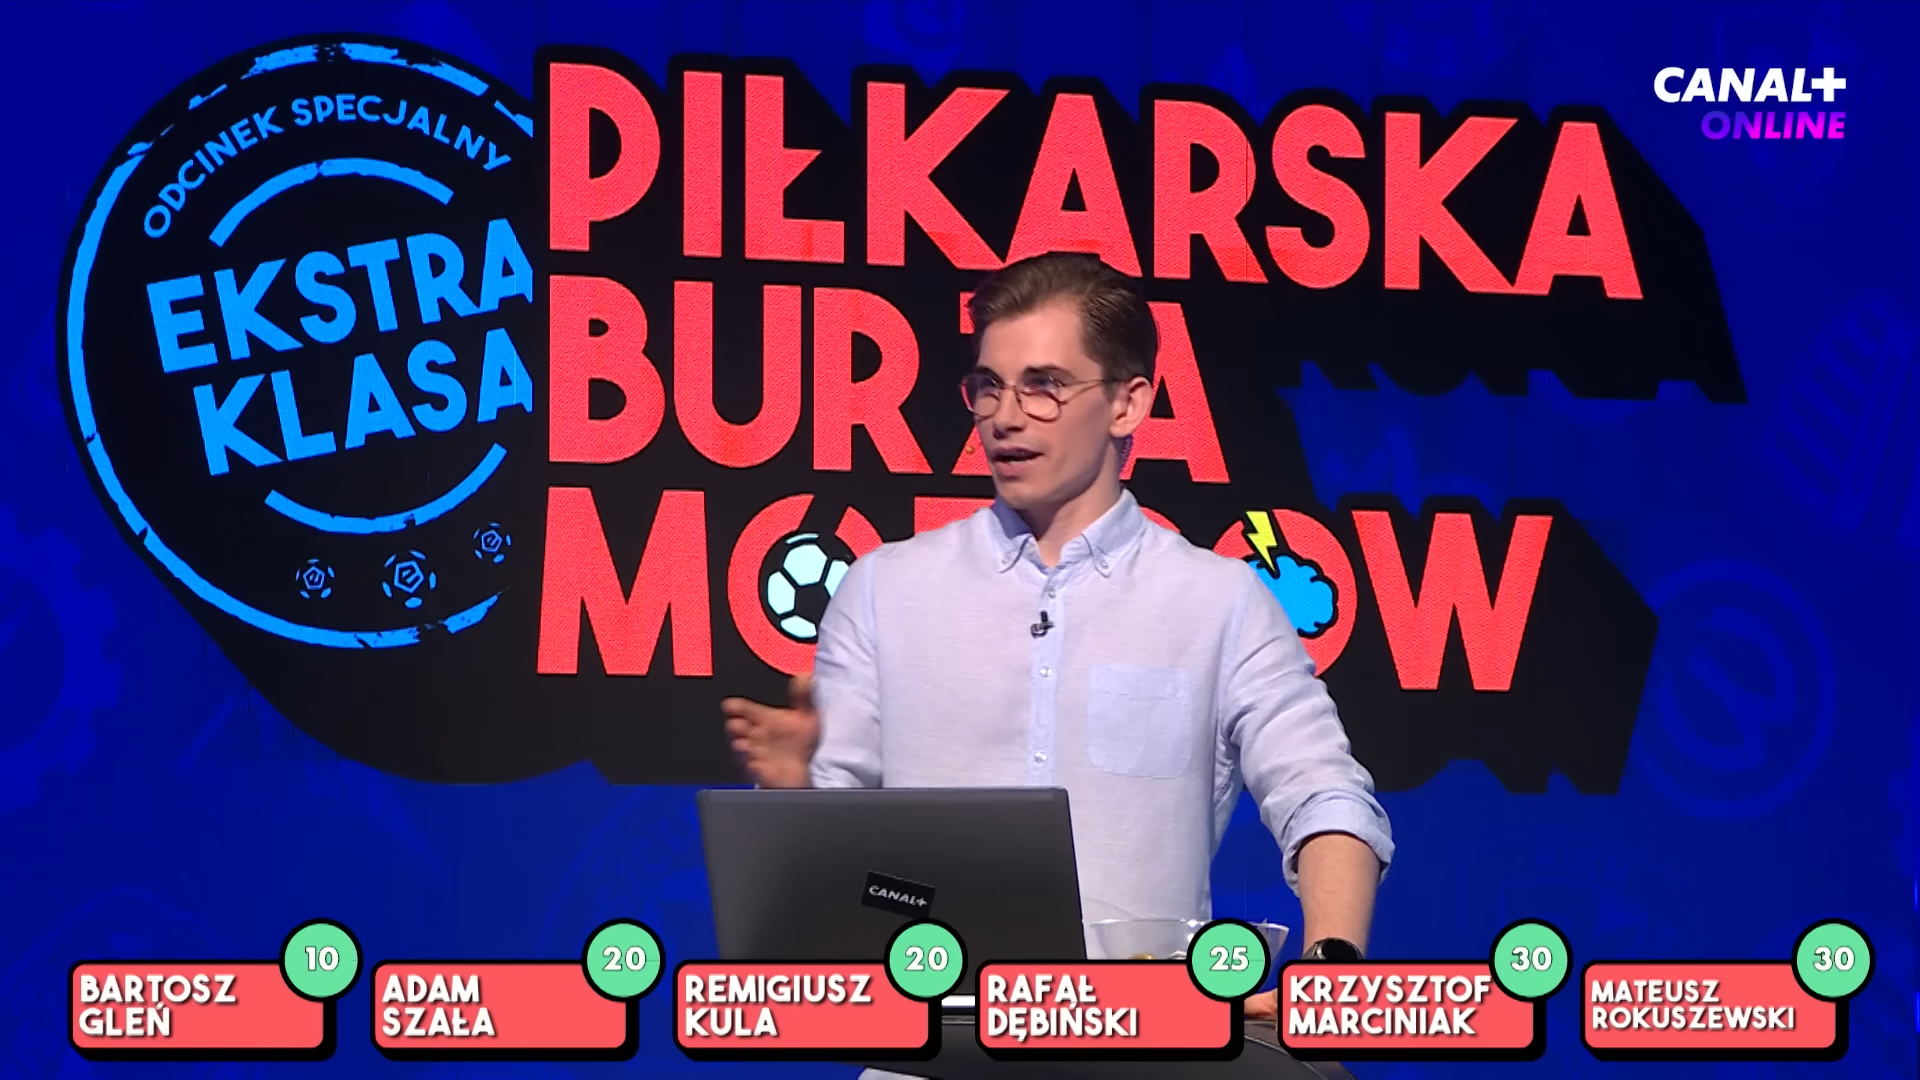 ODCINEK SPECJALNY
EKSTRA
KLASA
PIŁKARSKA
CANAL+
ONLINE
CANAL+
BARTOSZ
GLEŃ
10
ADAM
SZAŁA
20
REMIGIUSZ
KULA
20
RAFAŁ
DĘBIŃSKI
25
KRZYSZTOF
MARCINIAK
30
MATEUSZ
ROKUSZEWSKI
30